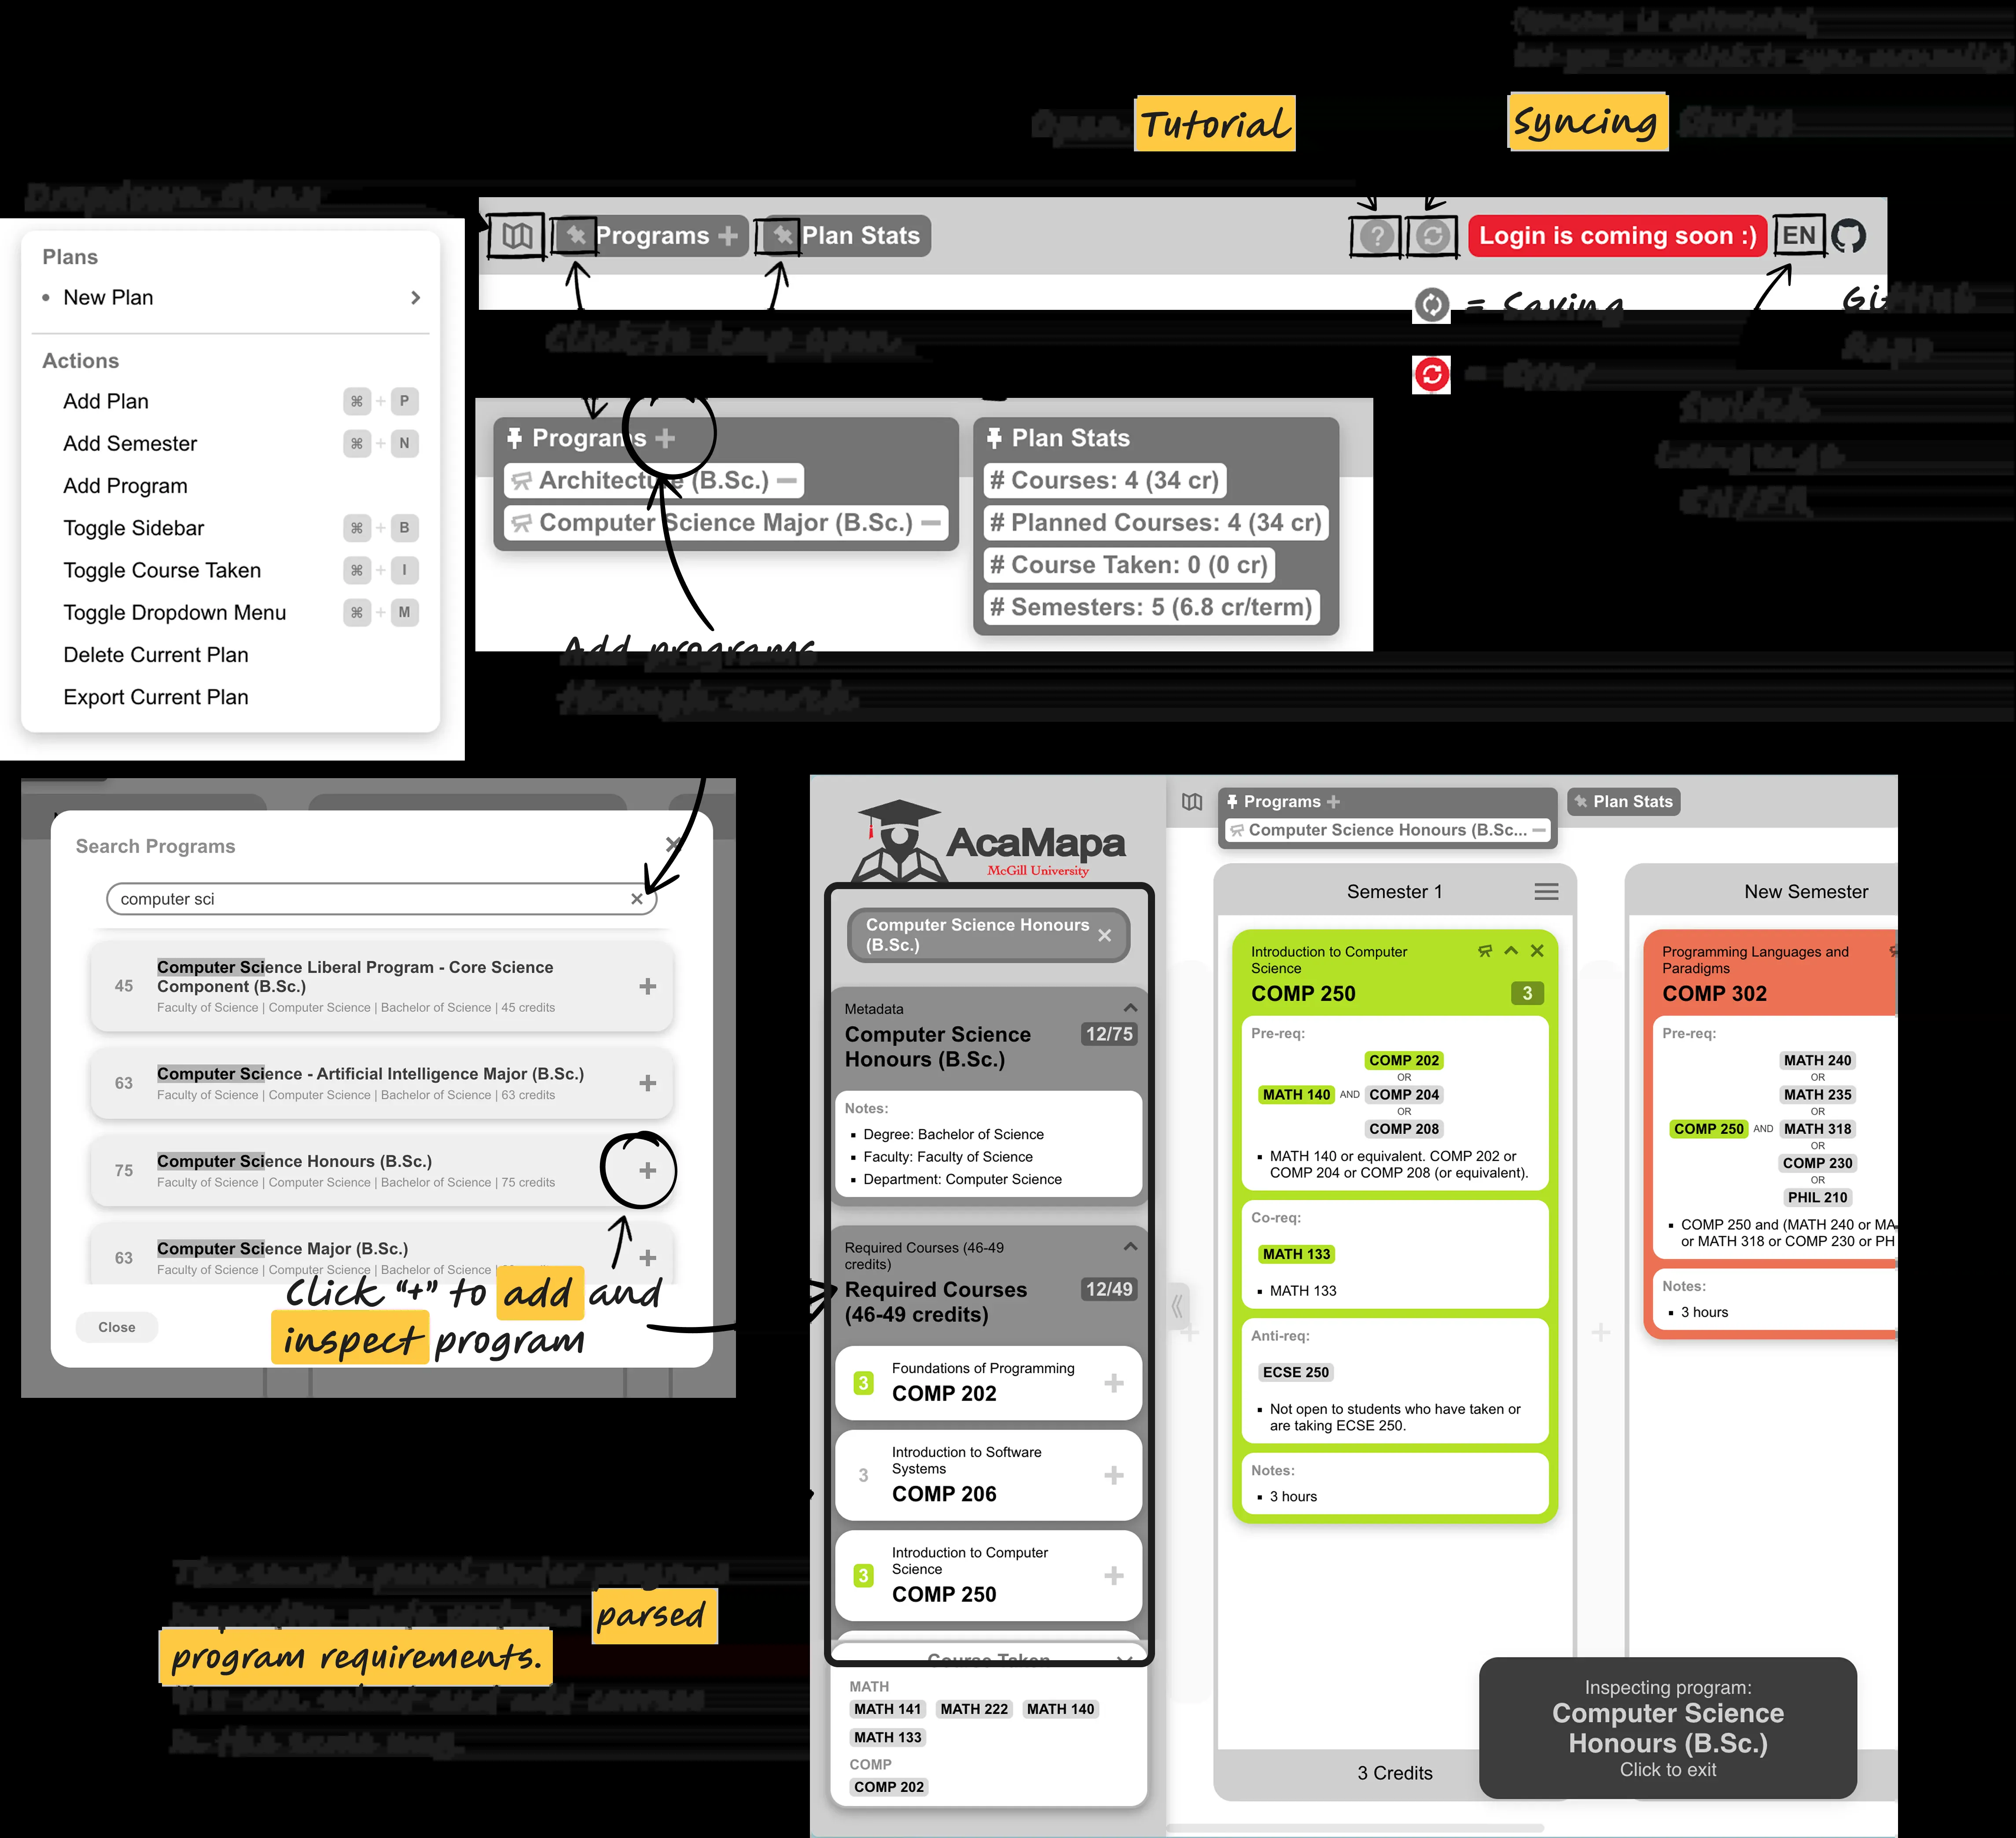 (Syncing is automatic,
but you can click to sync manually)
Open Tutorial
Syncing Status
Dropdown Menu
Programs + Plan Stats
? Login is coming soon :) EN
= Saving
GitHub
Repo
= Error
Switch
Language
EN/FR
Click to keep open
Plans
New Plan
Actions
Add Plan ⌘ + P
Add Semester ⌘ + N
Add Program
Toggle Sidebar ⌘ + B
Toggle Course Taken ⌘ + I
Toggle Dropdown Menu ⌘ + M
Delete Current Plan
Export Current Plan
Programs +
Architecture (B.Sc.)
Computer Science Major (B.Sc.)
Plan Stats
# Courses: 4 (34 cr)
# Planned Courses: 4 (34 cr)
# Course Taken: 0 (0 cr)
# Semesters: 5 (6.8 cr/term)
Add programs
through search
Search Programs
computer sci
45
Computer Science Liberal Program - Core Science
Component (B.Sc.)
Faculty of Science | Computer Science | Bachelor of Science | 45 credits
63
Computer Science - Artificial Intelligence Major (B.Sc.)
Faculty of Science | Computer Science | Bachelor of Science | 63 credits
75
Computer Science Honours (B.Sc.)
Faculty of Science | Computer Science | Bachelor of Science | 75 credits
63
Computer Science Major (B.Sc.)
Faculty of Science | Computer Science | Bachelor of Science | credits
Close
Click "+" to add and
inspect program
parsed
program requirements.
You can select and add courses
AcaMapa
McGill University
Computer Science Honours
(B.Sc.)
Metadata
Computer Science
Honours (B.Sc.)
12/75
Notes:
Degree: Bachelor of Science
Faculty: Faculty of Science
Department: Computer Science
Required Courses (46-49
credits)
Required Courses
(46-49 credits)
12/49
3
Foundations of Programming
COMP 202
3
Introduction to Software
Systems
COMP 206
3
Introduction to Computer
Science
COMP 250
Course Taken
MATH
MATH 141 MATH 222 MATH 140
MATH 133
COMP
COMP 202
Programs +
Computer Science Honours (B.Sc...
Plan Stats
Semester 1
Introduction to Computer
Science
COMP 250
3
Pre-req:
COMP 202
OR
MATH 140 AND COMP 204
OR
COMP 208
MATH 140 or equivalent. COMP 202 or
COMP 204 or COMP 208 (or equivalent).
Co-req:
MATH 133
MATH 133
Anti-req:
ECSE 250
Not open to students who have taken or
are taking ECSE 250.
Notes:
3 hours
3 Credits
New Semester
Programming Languages and
Paradigms
COMP 302
Pre-req:
MATH 240
OR
MATH 235
OR
COMP 250 AND MATH 318
OR
COMP 230
OR
PHIL 210
COMP 250 and (MATH 240 or MA
or MATH 318 or COMP 230 or PH
Notes:
3 hours
Inspecting program:
Computer Science
Honours (B.Sc.)
Click to exit